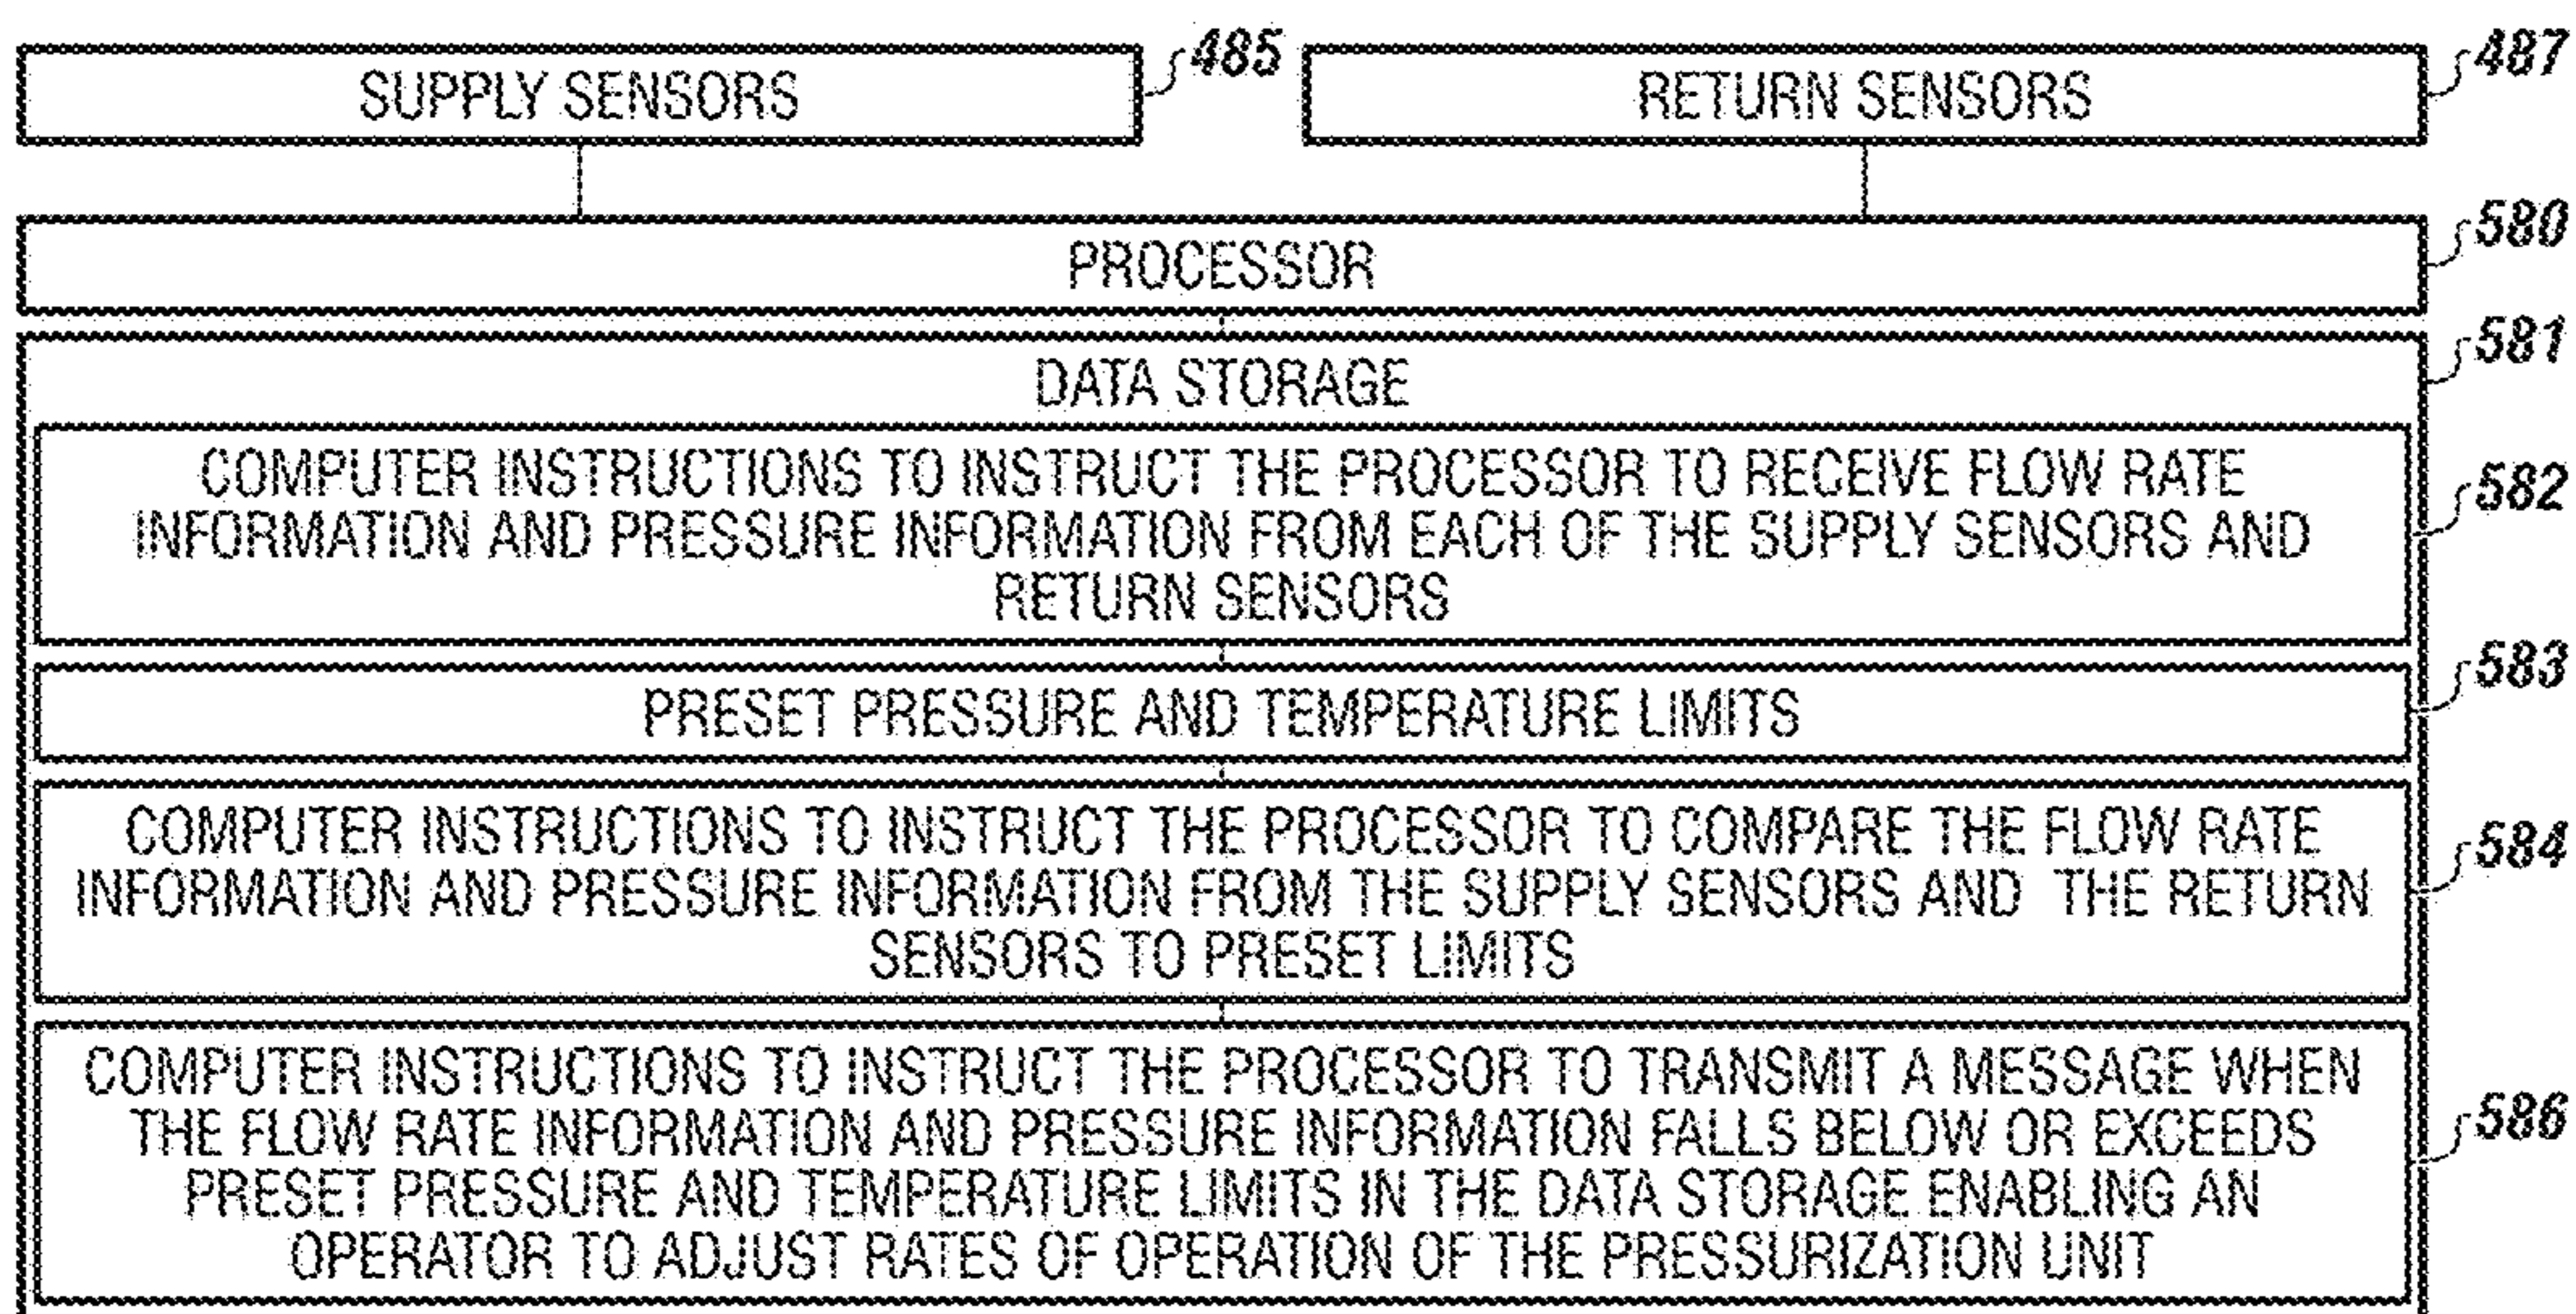 SUPPLY SENSORS
485
RETURN SENSORS
487
PROCESSOR
580
DATA STORAGE
581
COMPUTER INSTRUCTIONS TO INSTRUCT THE PROCESSOR TO RECEIVE FLOW RATE
INFORMATION AND PRESSURE INFORMATION FROM EACH OF THE SUPPLY SENSORS AND
RETURN SENSORS
582
PRESET PRESSURE AND TEMPERATURE LIMITS
583
COMPUTER INSTRUCTIONS TO INSTRUCT THE PROCESSOR TO COMPARE THE FLOW RATE
INFORMATION AND PRESSURE INFORMATION FROM THE SUPPLY SENSORS AND THE RETURN
SENSORS TO PRESET LIMITS
584
COMPUTER INSTRUCTIONS TO INSTRUCT THE PROCESSOR TO TRANSMIT A MESSAGE WHEN
THE FLOW RATE INFORMATION AND PRESSURE INFORMATION FALLS BELOW OR EXCEEDS
PRESET PRESSURE AND TEMPERATURE LIMITS IN THE DATA STORAGE ENABLING AN
OPERATOR TO ADJUST RATES OF OPERATION OF THE PRESSURIZATION UNIT
586